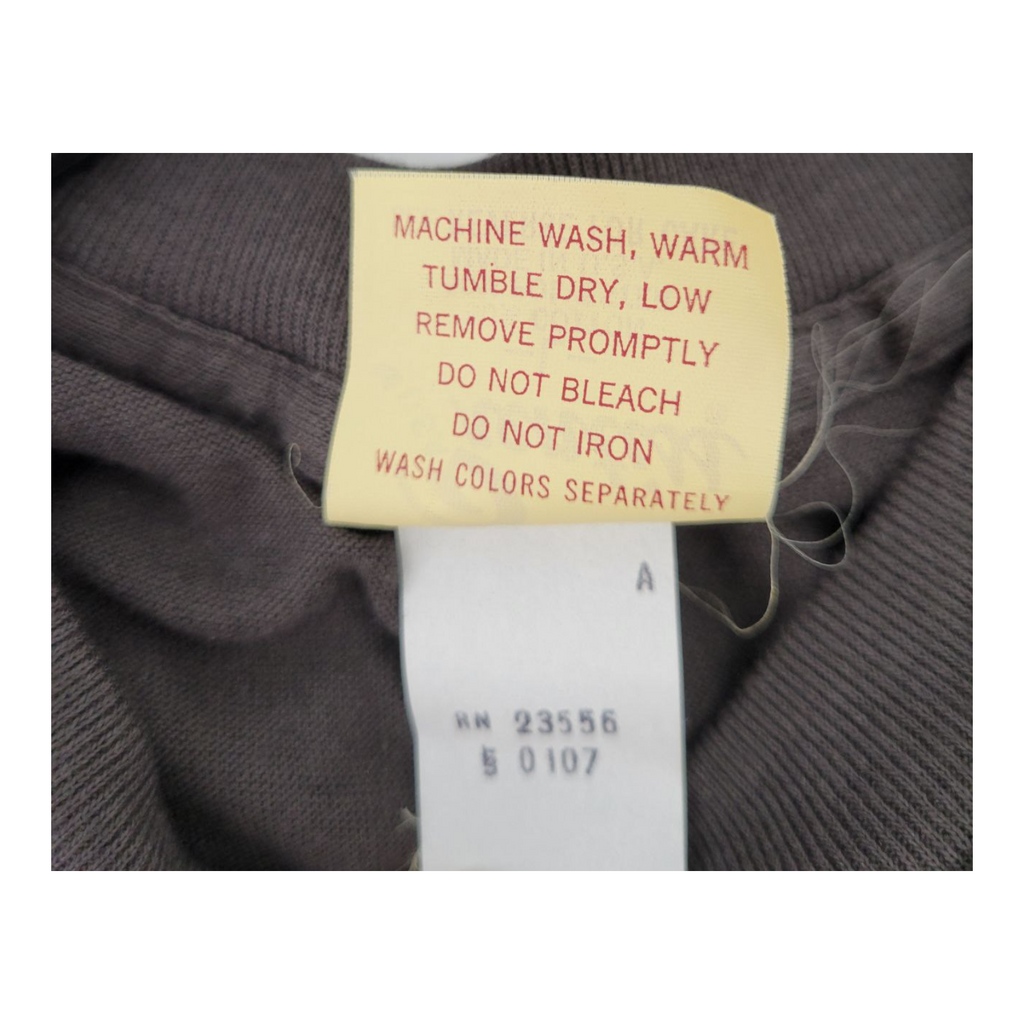 MACHINE WASH, WARM
TUMBLE DRY, LOW
REMOVE PROMPTLY
DO NOT BLEACH
DO NOT IRON
WASH COLORS SEPARATELY
A
RN 23556
0107